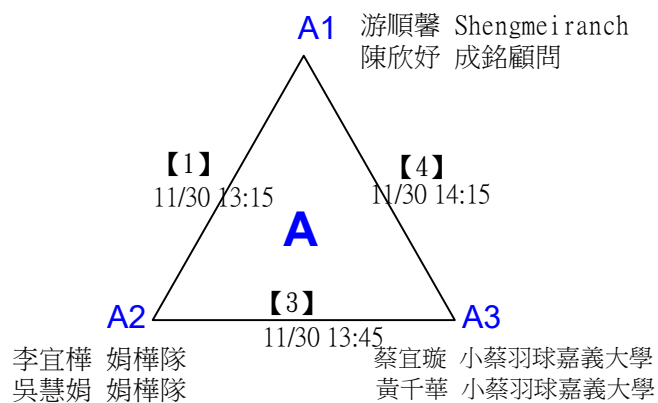 A1
游順馨 Shengmeiranch
陳欣妤 成銘顧問
【1】
11/30 13:15
【4】
11/30 14:15
A
A2
【3】
11/30 13:45
A3
李宜樺 娟樺隊
吳慧娟 娟樺隊
蔡宜璇 小蔡羽球嘉義大學
黃千華 小蔡羽球嘉義大學